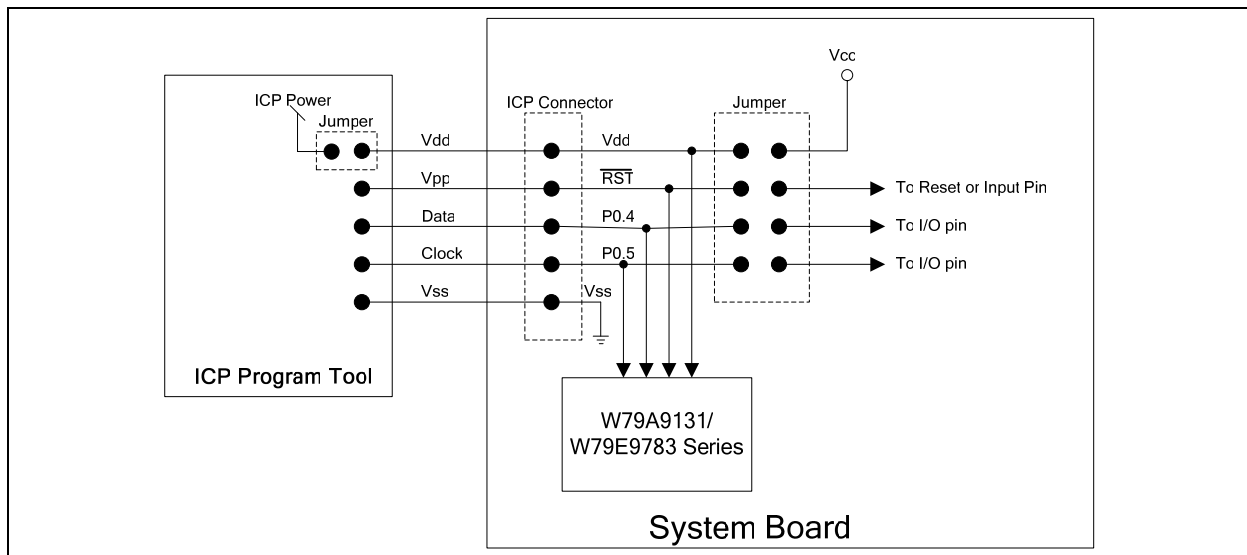 Vcc
ICP Power
ICP Connector
Jumper
Jumper
Vdd
Vdd
Vpp
RST
To Reset or Input Pin
Data
P0.4
To I/O pin
Clock
P0.5
To I/O pin
Vss
Vss
ICP Program Tool
W79A9131/
W79E9783 Series
System Board